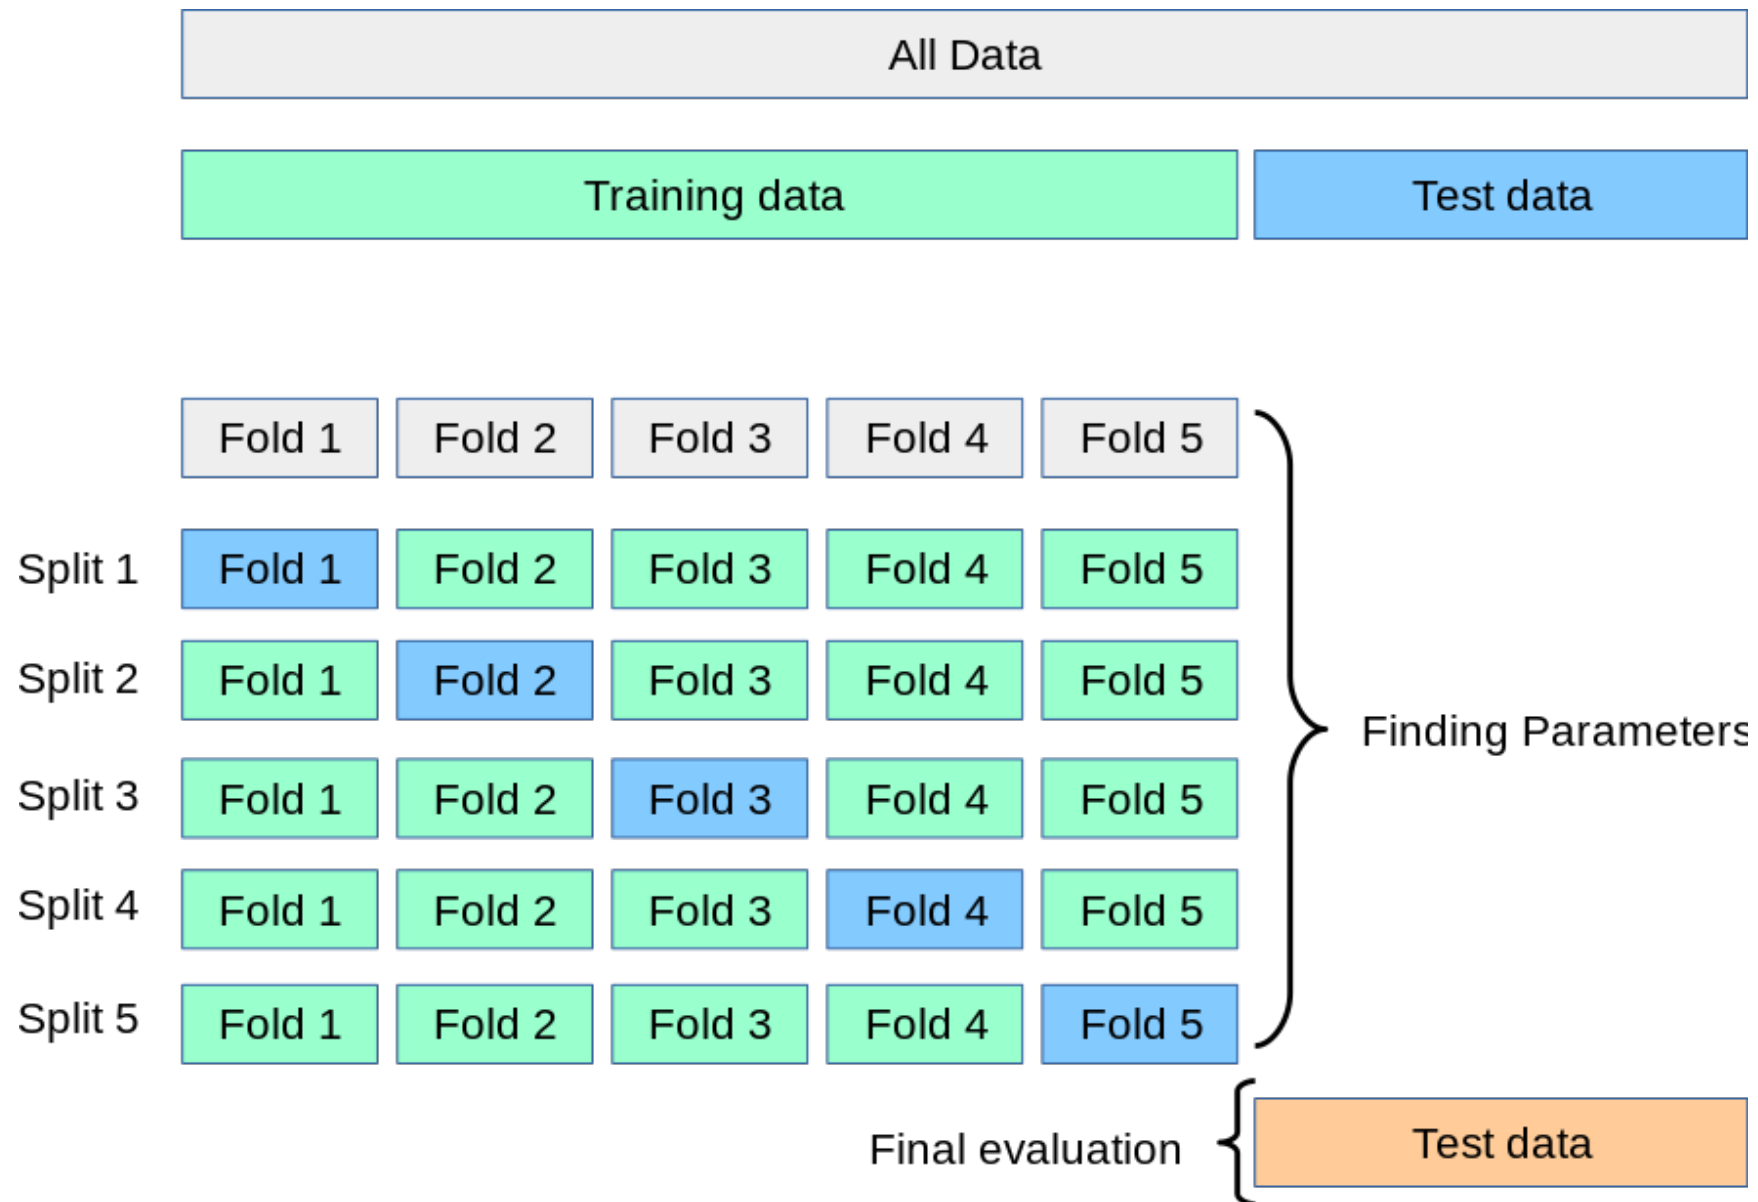 All Data
Training data Test data
Fold 1 Fold 2 Fold 3 Fold 4 Fold 5
Split 1 Fold 1 Fold 2 Fold 3 Fold 4 Fold 5
Split 2 Fold 1 Fold 2 Fold 3 Fold 4 Fold 5
Split 3 Fold 1 Fold 2 Fold 3 Fold 4 Fold 5
Split 4 Fold 1 Fold 2 Fold 3 Fold 4 Fold 5
Split 5 Fold 1 Fold 2 Fold 3 Fold 4 Fold 5
Finding Parameters
Final evaluation Test data